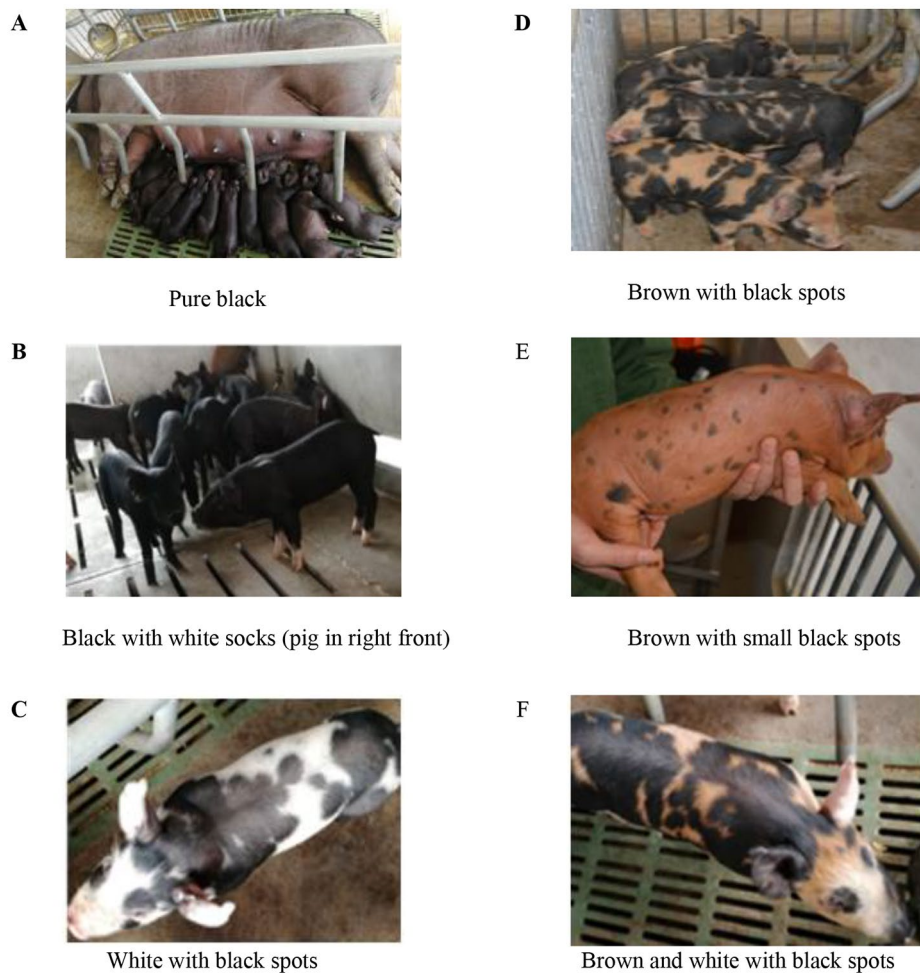 A
Pure black
B
Black with white socks (pig in right front)
C
White with black spots
D
Brown with black spots
E
Brown with small black spots
F
Brown and white with black spots